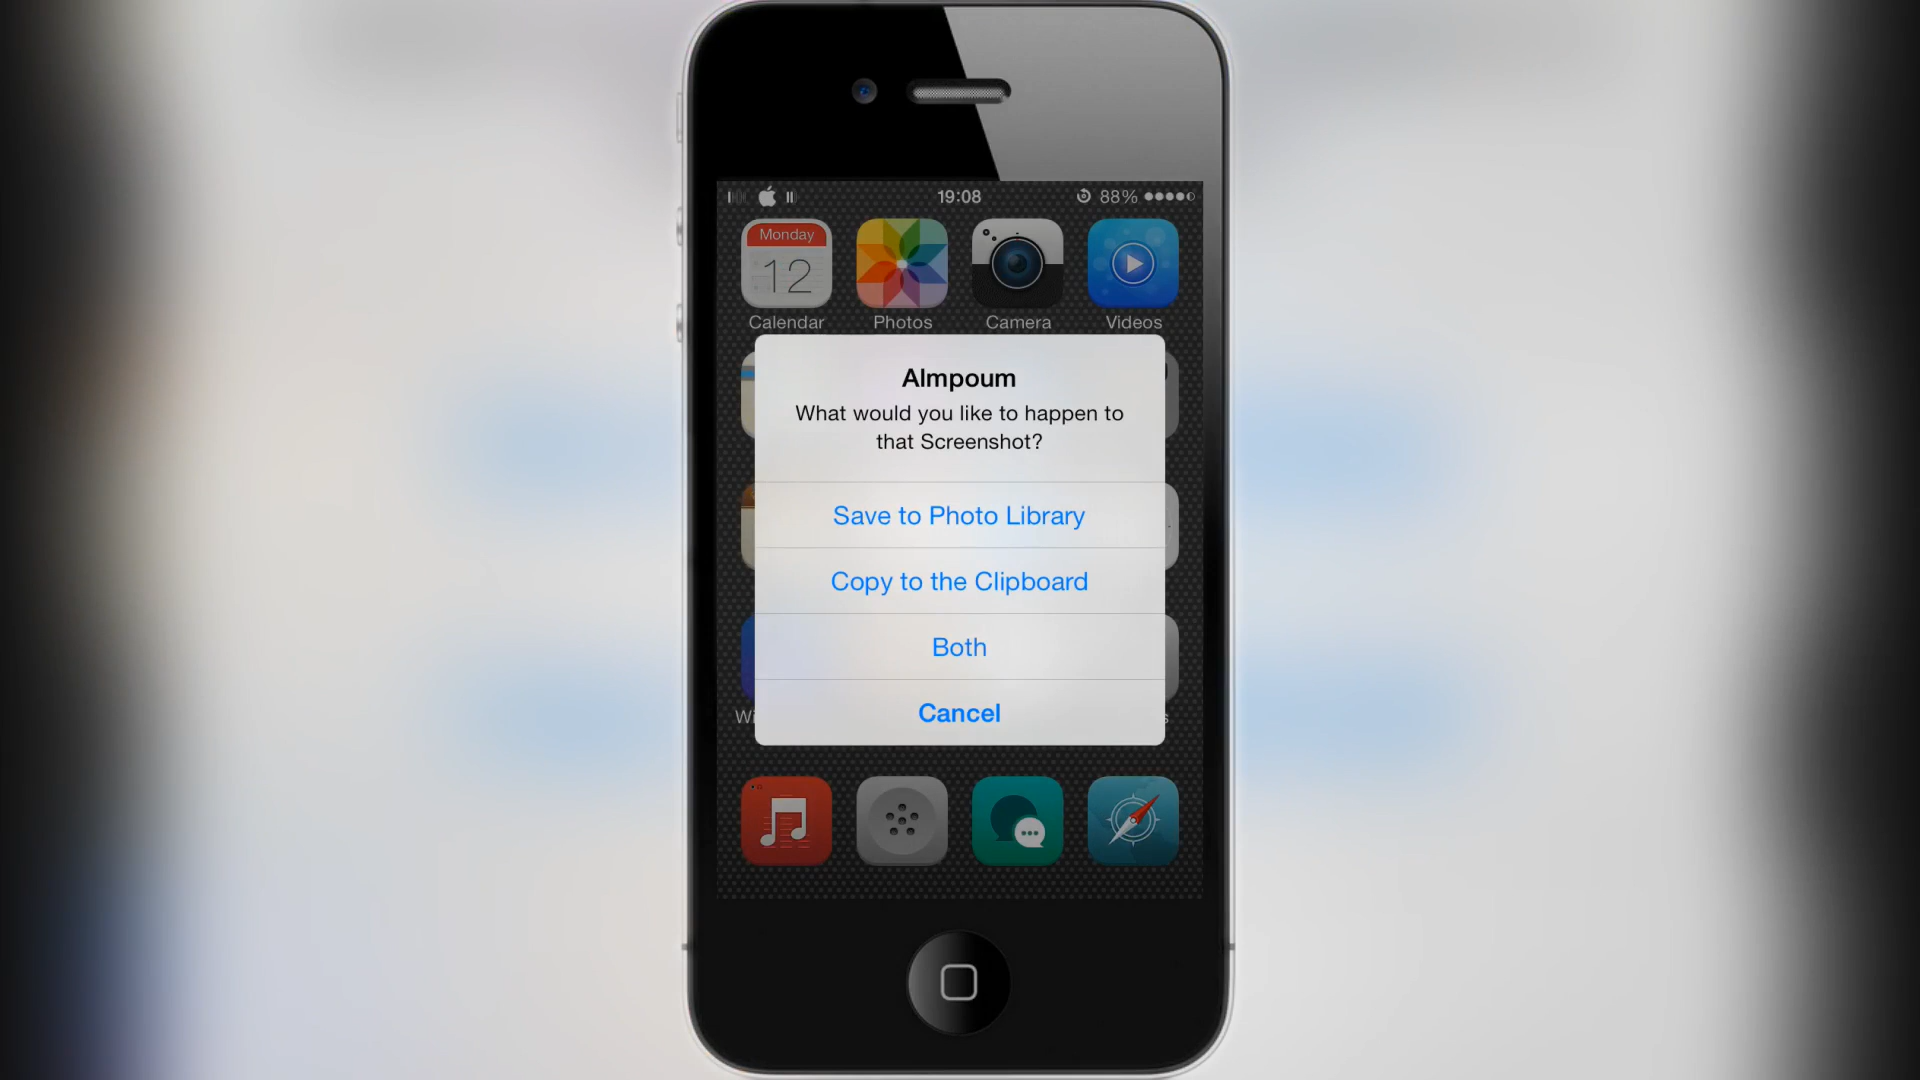 19:08
88%
Monday
12
Calendar
Photos
Camera
Videos
Almpoum
What would you like to happen to
that Screenshot?
Save to Photo Library
Copy to the Clipboard
Both
Cancel